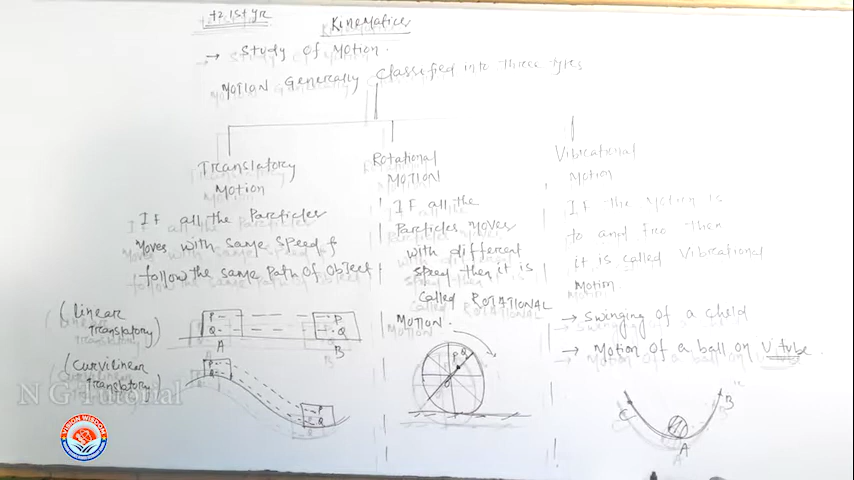 +2 1st yr
Kinematics
→ Study of Motion.
Motion Generally Classified into Three types
Translatory
Motion
If all the Particles
Moves with same speed &
follow the same Path of Object
(Linear
Translatory)
P
Q
A
P
Q
B
(Curvilinear
Translatory)
P
Q
P
Q
Rotational
MOTION
If all the
Particles Moves
with different
speed then it is
Called ROTATIONAL
MOTION.
P
Q
O
Vibrational
Motion
If the Motion is
to and fro Then
it is called Vibrational
Motion.
→ Swinging of a child
→ Motion of a ball on U tube.
C
B
A
N G Tutorial
VISION WISDOM